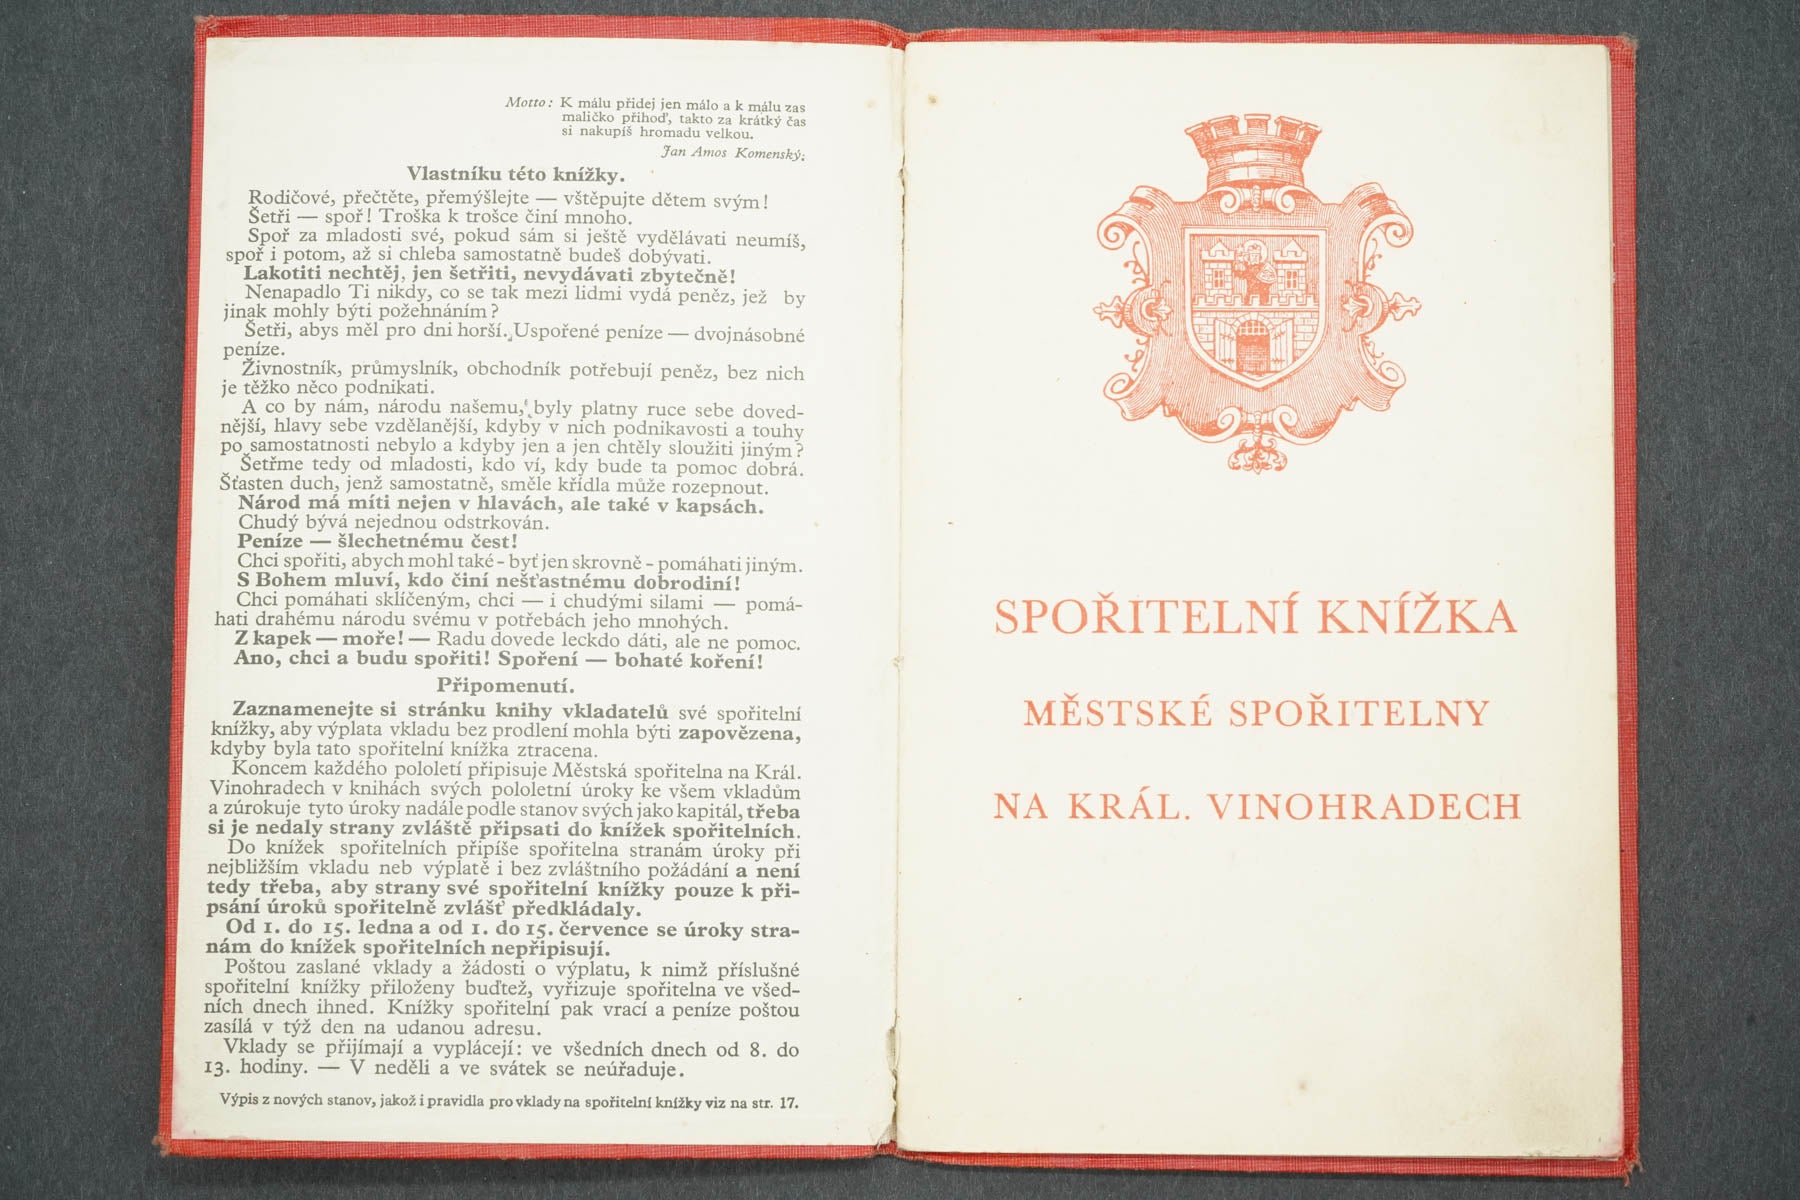 Motto: K málu přidej jen málo a k málu zas
maličko přihoď, takto za krátký čas
si nakupíš hromadu velkou.
Jan Amos Komenský:
Vlastníku této knížky.
Rodičové, přečtěte, přemýšlejte — vštěpujte dětem svým!
Šetři — spoř! Troška k trošce činí mnoho.
Spoř za mladosti své, pokud sám si ještě vydělávati neumíš,
spoř i potom, až si chleba samostatně budeš dobývati.
Lakotiti nechtěj, jen šetřiti, nevydávati zbytečně!
Nenapadlo Ti nikdy, co se tak mezi lidmi vydá peněz, jež by
jinak mohly býti požehnáním?
Šetři, abys měl pro dni horší. Uspořené peníze — dvojnásobné
peníze.
Živnostník, průmyslník, obchodník potřebují peněz, bez nich
je těžko něco podnikati.
A co by nám, národu našemu, byly platny ruce sebe doved-
nější, hlavy sebe vzdělanější, kdyby v nich podnikavosti a touhy
po samostatnosti nebylo a kdyby jen a jen chtěly sloužiti jiným?
Šetřme tedy od mladosti, kdo ví, kdy bude ta pomoc dobrá.
Šťasten duch, jenž samostatně, směle křídla může rozepnout.
Národ má míti nejen v hlavách, ale také v kapsách.
Chudý bývá nejednou odstrkován.
Peníze — šlechetnému čest!
Chci spořiti, abych mohl také - byť jen skrovně - pomáhati jiným.
S Bohem mluví, kdo činí nešťastnému dobrodiní!
Chci pomáhati sklíčeným, chci — i chudými silami — pomá-
hati drahému národu svému v potřebách jeho mnohých.
Z kapek — moře! — Radu dovede leckdo dáti, ale ne pomoc.
Ano, chci a budu spořiti! Spoření — bohaté koření!
Připomenutí.
Zaznamenejte si stránku knihy vkladatelů své spořitelní
knížky, aby výplata vkladu bez prodlení mohla býti zapovězena,
kdyby byla tato spořitelní knížka ztracena.
Koncem každého pololetí připisuje Městská spořitelna na Král.
Vinohradech v knihách svých pololetní úroky ke všem vkladům
a zúrokuje tyto úroky nadále podle stanov svých jako kapitál, třeba
si je nedaly strany zvláště připsati do knížek spořitelních.
Do knížek spořitelních připíše spořitelna stranám úroky při
nejbližším vkladu neb výplatě i bez zvláštního požádání a není
tedy třeba, aby strany své spořitelní knížky pouze k při-
psání úroků spořitelně zvlášť předkládaly.
Od 1. do 15. ledna a od 1. do 15. července se úroky stra-
nám do knížek spořitelních nepřipisují.
Poštou zaslané vklady a žádosti o výplatu, k nimž příslušné
spořitelní knížky přiloženy buďtež, vyřizuje spořitelna ve všed-
ních dnech ihned. Knížky spořitelní pak vrací a peníze poštou
zasílá v týž den na udanou adresu.
Vklady se přijímají a vyplácejí: ve všedních dnech od 8. do
13. hodiny. — V neděli a ve svátek se neúřaduje.
Výpis z nových stanov, jakož i pravidla pro vklady na spořitelní knížky viz na str. 17.
SPOŘITELNÍ KNÍŽKA
MĚSTSKÉ SPOŘITELNY
NA KRÁL. VINOHRADECH